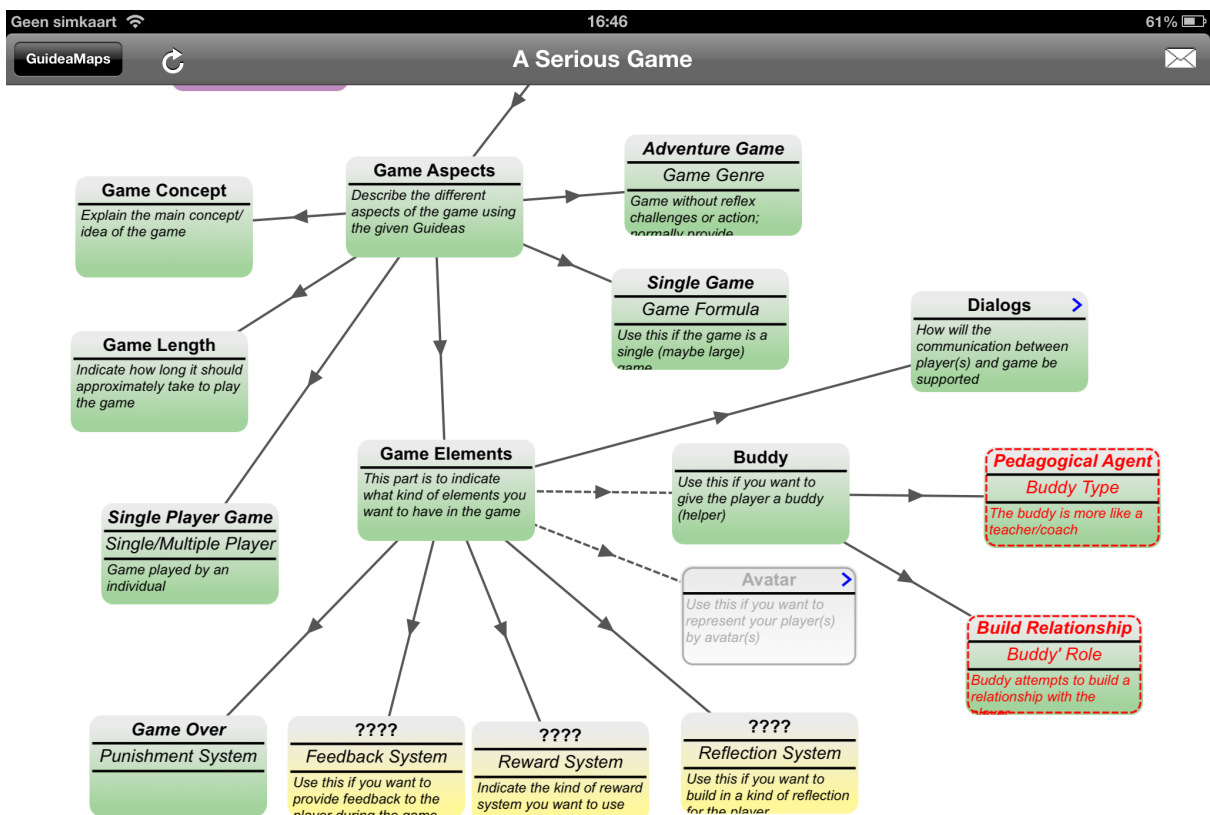 Geen simkaart
16:46
61%
GuideaMaps
A Serious Game
Game Aspects
Describe the different
aspects of the game using
the given Guideas
Adventure Game
Game Genre
Game without reflex
challenges or action;
normally provide
Game Concept
Explain the main concept/
idea of the game
Single Game
Game Formula
Use this if the game is a
single (maybe large)
game
Dialogs
How will the
communication between
player(s) and game be
supported
Game Length
Indicate how long it should
approximately take to play
the game
Game Elements
This part is to indicate
what kind of elements you
want to have in the game
Buddy
Use this if you want to
give the player a buddy
(helper)
Pedagogical Agent
Buddy Type
The buddy is more like a
teacher/coach
Single Player Game
Single/Multiple Player
Game played by an
individual
Avatar
Use this if you want to
represent your player(s)
by avatar(s)
Build Relationship
Buddy' Role
Buddy attempts to build a
relationship with the
player
Game Over
Punishment System
????
Feedback System
Use this if you want to
provide feedback to the
player during the game
????
Reward System
Indicate the kind of reward
system you want to use
????
Reflection System
Use this if you want to
build in a kind of reflection
for the player